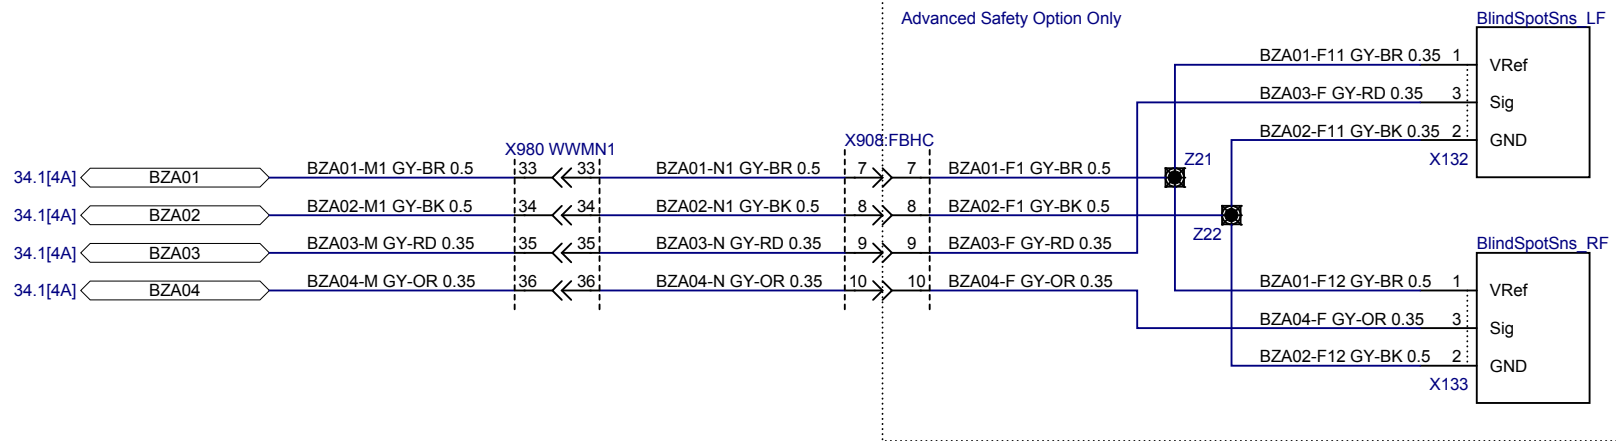 Advanced Safety Option Only
BlindSpotSns_LF
BZA01-F11 GY-BR 0.35 1 VRef
BZA03-F GY-RD 0.35 3 Sig
BZA02-F11 GY-BK 0.35 2 GND
X132
X980 WWMN1
X908 FBHC
Z21
34.1[4A] BZA01 BZA01-M1 GY-BR 0.5 33 33 BZA01-N1 GY-BR 0.5 7 7 BZA01-F1 GY-BR 0.5
34.1[4A] BZA02 BZA02-M1 GY-BK 0.5 34 34 BZA02-N1 GY-BK 0.5 8 8 BZA02-F1 GY-BK 0.5
Z22
34.1[4A] BZA03 BZA03-M GY-RD 0.35 35 35 BZA03-N GY-RD 0.35 9 9 BZA03-F GY-RD 0.35
34.1[4A] BZA04 BZA04-M GY-OR 0.35 36 36 BZA04-N GY-OR 0.35 10 10 BZA04-F GY-OR 0.35
BlindSpotSns_RF
BZA01-F12 GY-BR 0.5 1 VRef
BZA04-F GY-OR 0.35 3 Sig
BZA02-F12 GY-BK 0.5 2 GND
X133